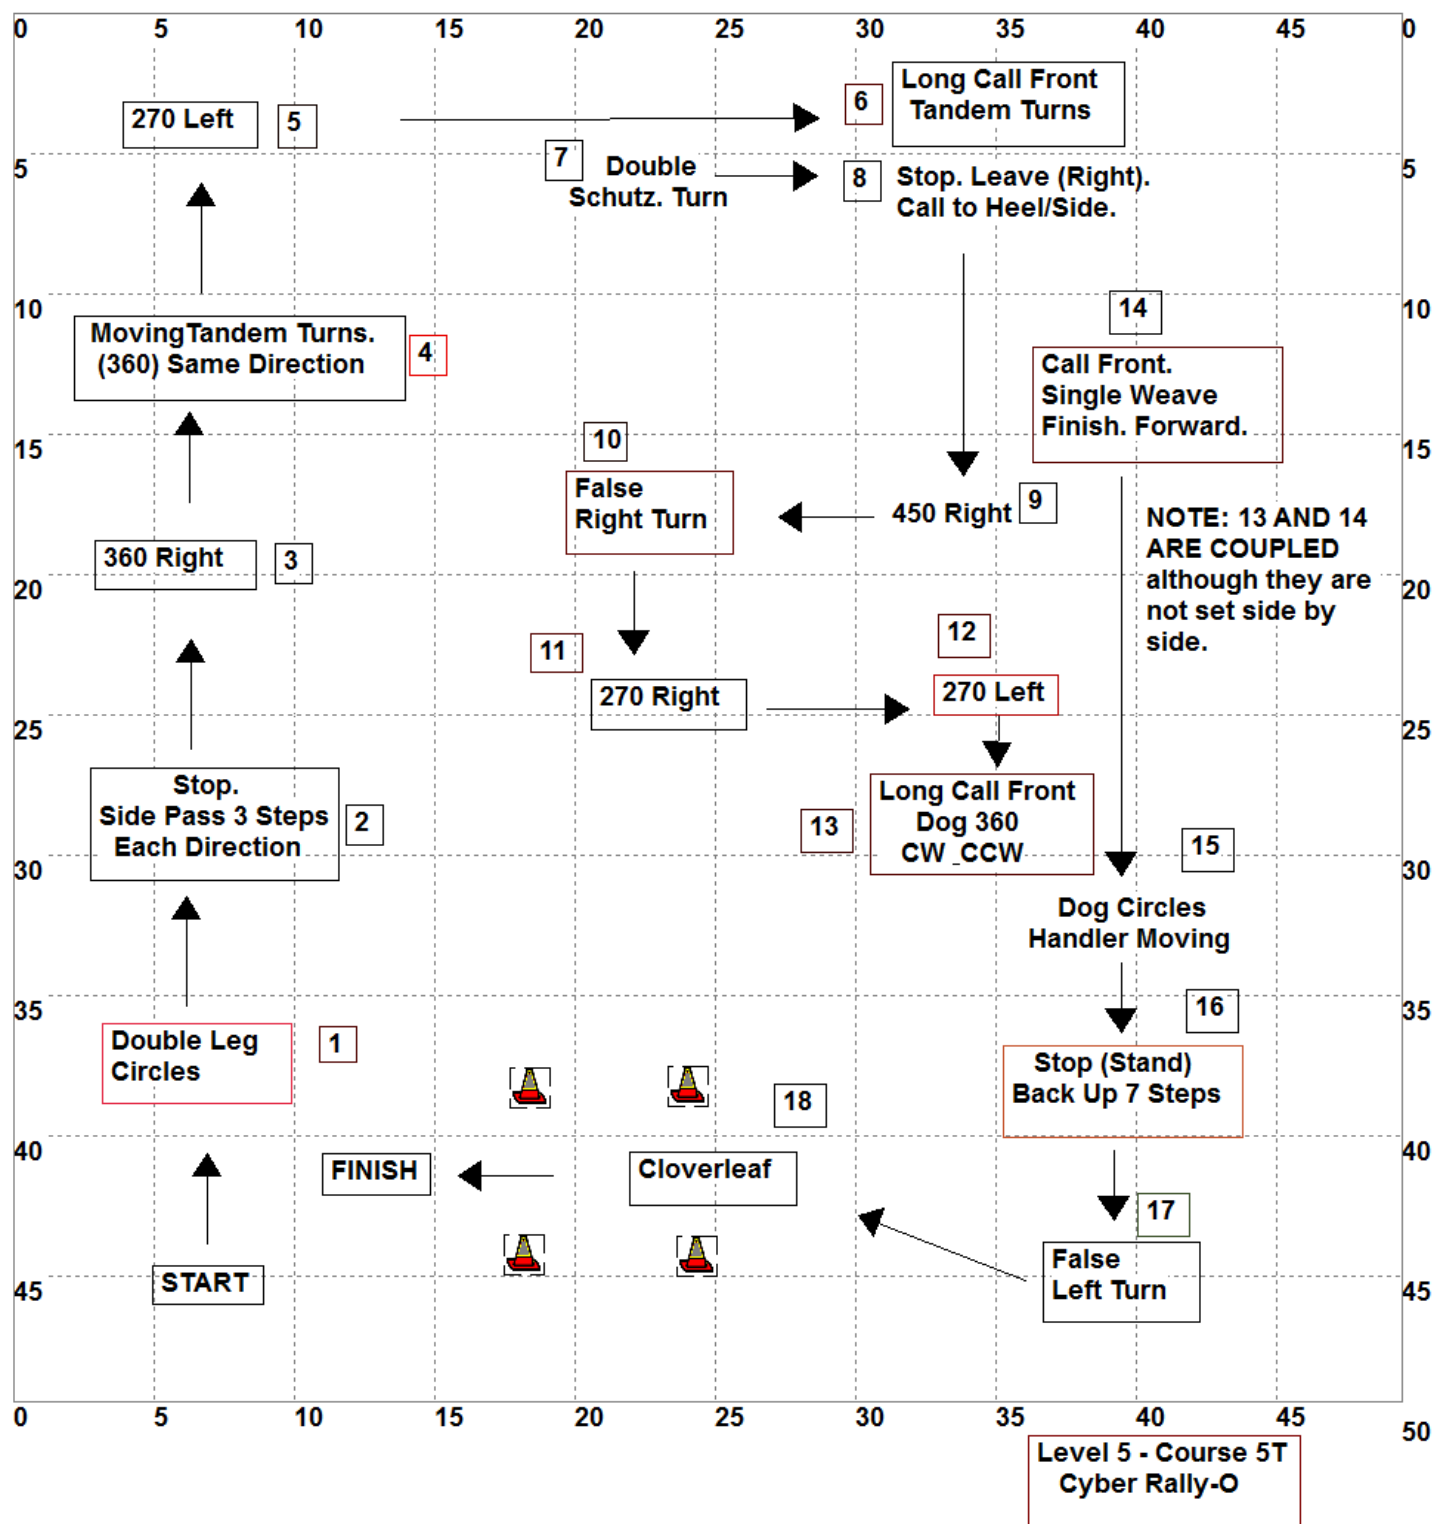 0 5 10 15 20 25 30 35 40 45 0
Long Call Front
Tandem Turns
6
270 Left
5
5
5
7
Double
Schutz. Turn
8
Stop. Leave (Right).
Call to Heel/Side.
10
10
14
MovingTandem Turns.
(360) Same Direction
4
Call Front.
Single Weave
Finish. Forward.
15
15
10
False
Right Turn
450 Right
9
NOTE: 13 AND 14
ARE COUPLED
although they are
not set side by
side.
360 Right
3
20
20
12
11
270 Right
270 Left
25
25
Stop.
Side Pass 3 Steps
Each Direction
2
Long Call Front
Dog 360
CW _CCW
13
15
30
30
Dog Circles
Handler Moving
35
35
16
Double Leg
Circles
1
Stop (Stand)
Back Up 7 Steps
18
40
40
FINISH
Cloverleaf
17
False
Left Turn
START
45
45
0 5 10 15 20 25 30 35 40 45 50
Level 5 - Course 5T
Cyber Rally-O